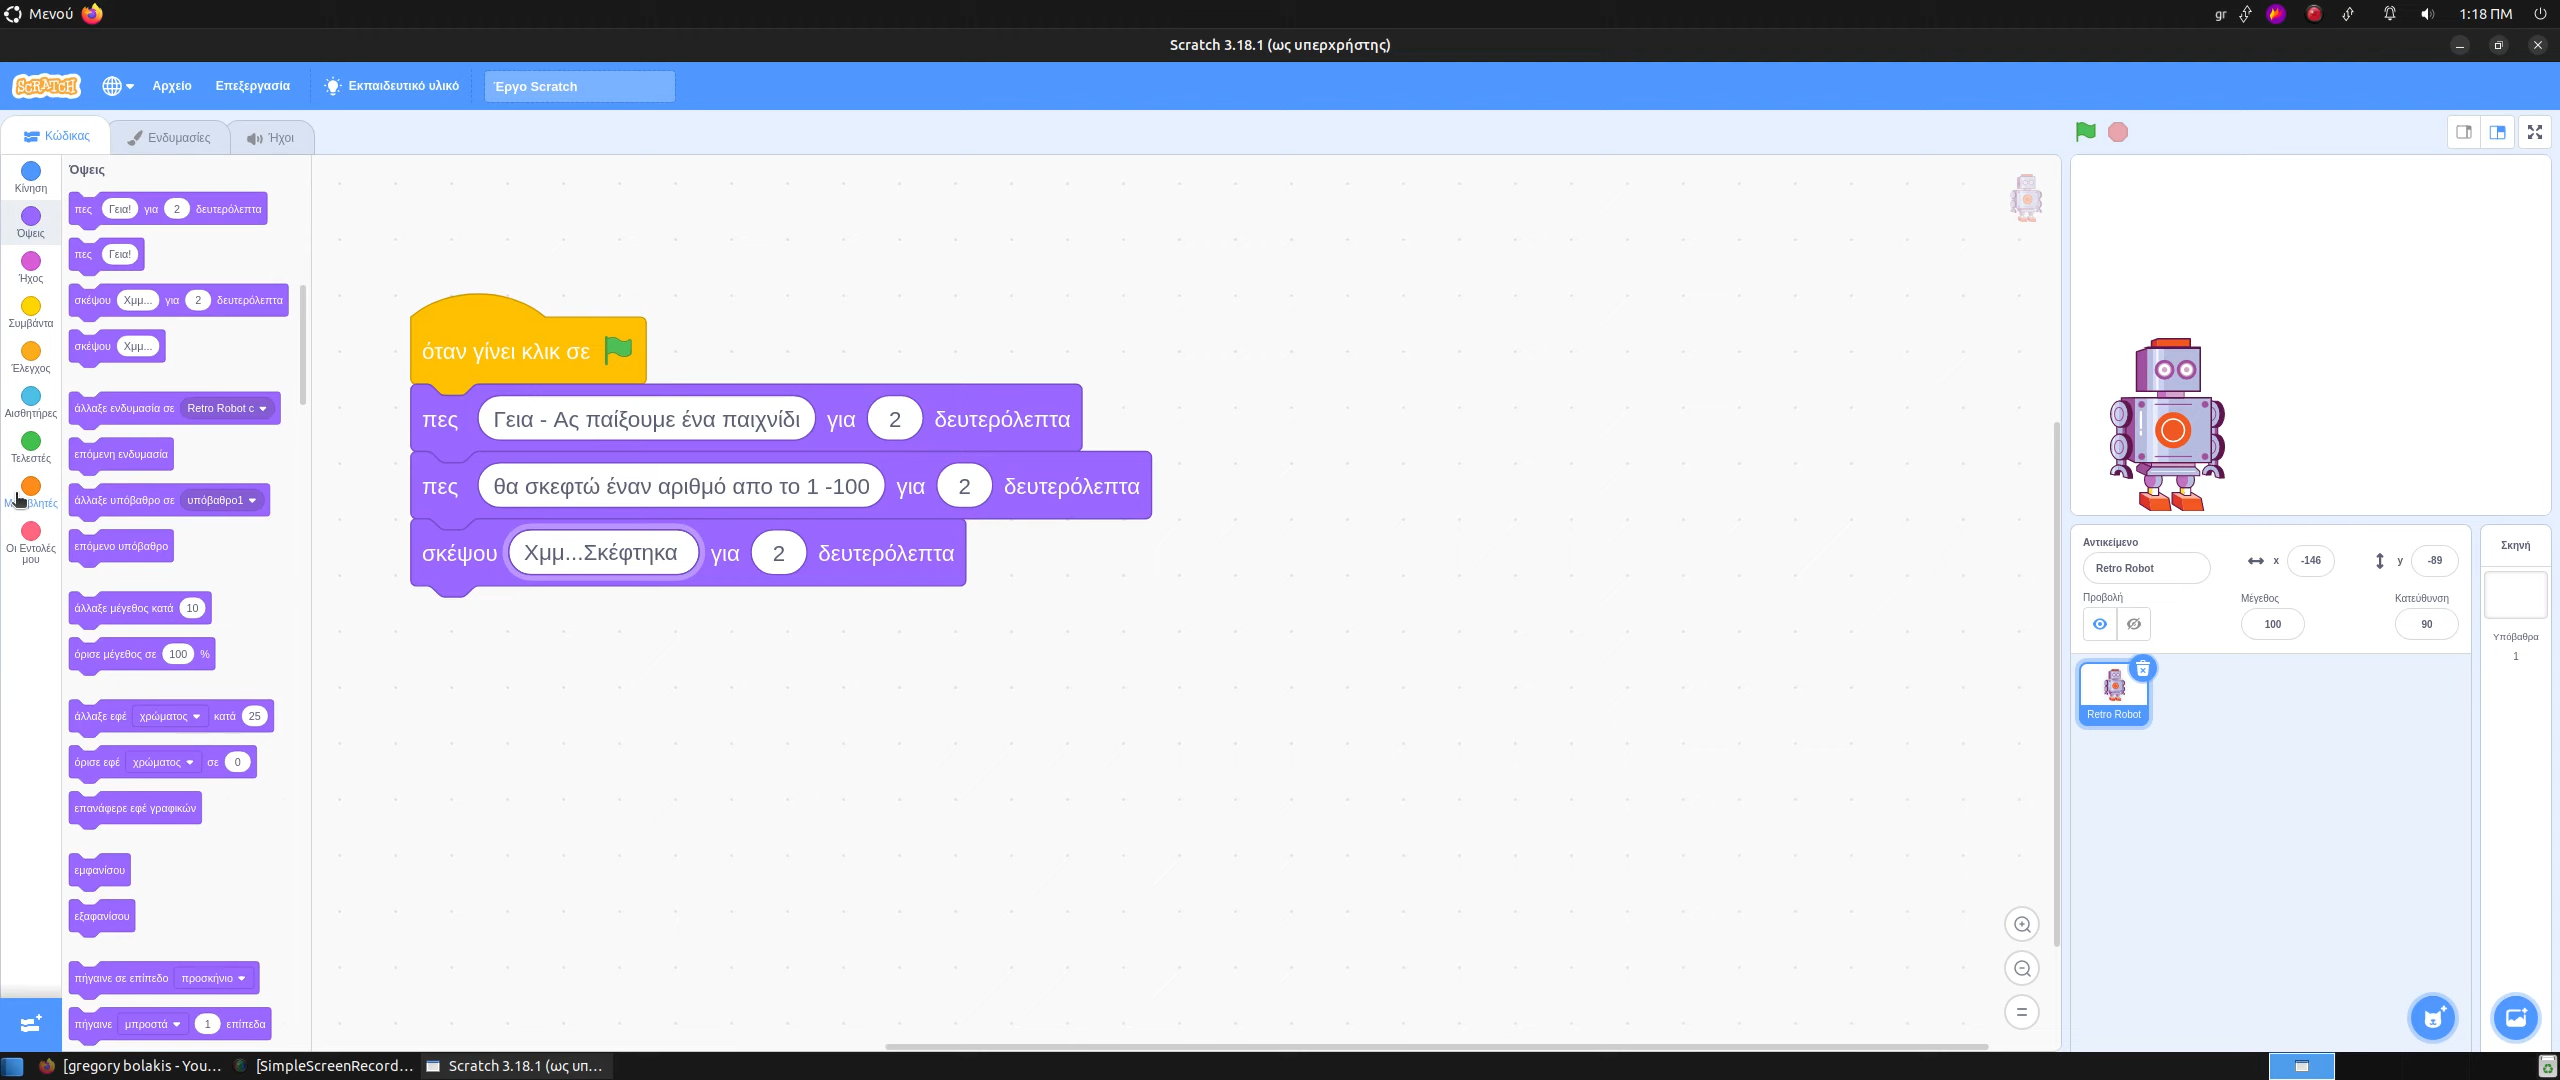 Μενού
gr
1:18 ΠΜ
Scratch 3.18.1 (ως υπερχρήστης)
SCRATCH
Αρχείο
Επεξεργασία
Εκπαιδευτικό υλικό
Έργο Scratch
Κώδικας
Ενδυμασίες
Ήχοι
Κίνηση
Όψεις
Ήχος
Συμβάντα
Έλεγχος
Αισθητήρες
Τελεστές
Οι Εντολές
μου
Όψεις
πες Γεια! για 2 δευτερόλεπτα
πες Γεια!
σκέψου Χμμ... για 2 δευτερόλεπτα
σκέψου Χμμ...
άλλαξε ενδυμασία σε Retro Robot c
επόμενη ενδυμασία
άλλαξε υπόβαθρο σε υπόβαθρο1
επόμενο υπόβαθρο
άλλαξε μέγεθος κατά 10
όρισε μέγεθος σε 100 %
άλλαξε εφέ χρώματος κατά 25
όρισε εφέ χρώματος σε 0
επανάφερε εφέ γραφικών
εμφανίσου
εξαφανίσου
πήγαινε σε επίπεδο προσκήνιο
πήγαινε μπροστά 1 επίπεδα
όταν γίνει κλικ σε
πες Γεια - Ας παίξουμε ένα παιχνίδι για 2 δευτερόλεπτα
πες θα σκεφτώ έναν αριθμό απο το 1 -100 για 2 δευτερόλεπτα
σκέψου Χμμ...Σκέφτηκα για 2 δευτερόλεπτα
Αντικείμενο
Retro Robot
x -146
y -89
Προβολή
Μέγεθος
100
Κατεύθυνση
90
Retro Robot
Σκηνή
Υπόβαθρα
1
[gregory bolakis - You...
[SimpleScreenRecord...
Scratch 3.18.1 (ως υπ...